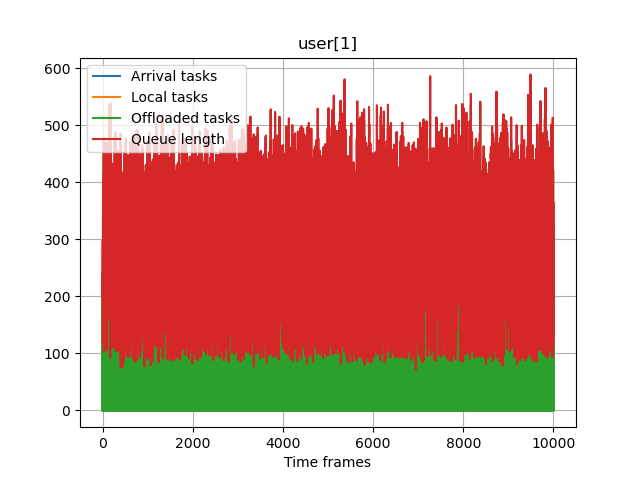 user[1]
Arrival tasks
Local tasks
Offloaded tasks
Queue length
600
500
400
300
200
100
0
0 2000 4000 6000 8000 10000
Time frames